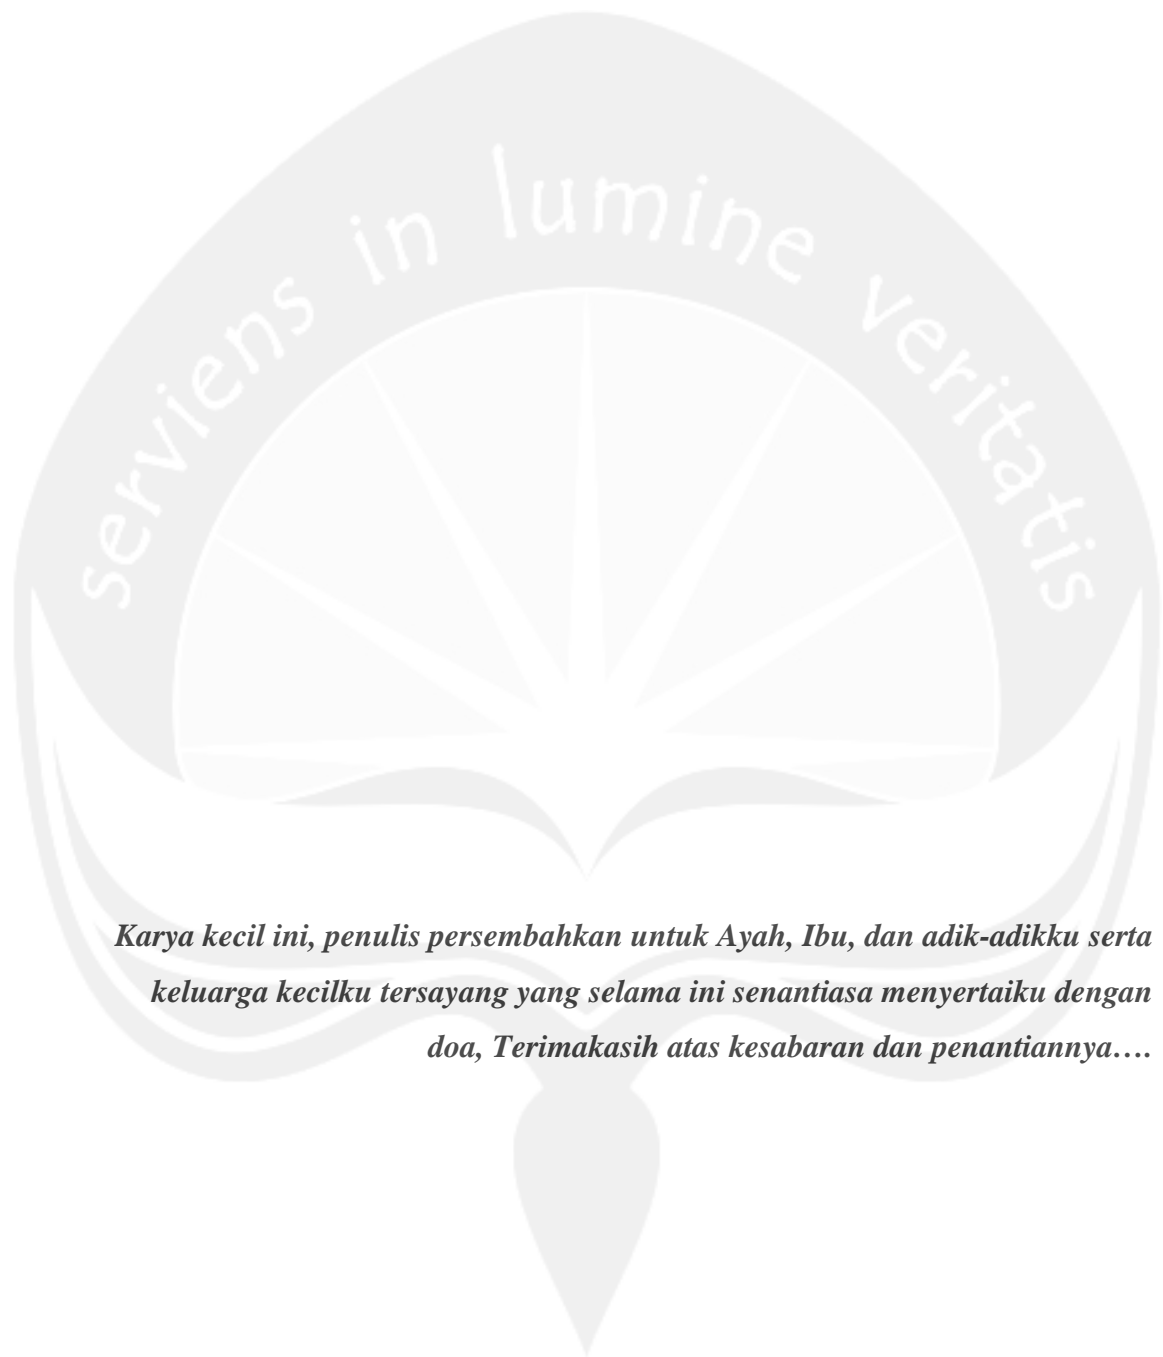 serviens in lumine veritatis
Karya kecil ini, penulis persembahkan untuk Ayah, Ibu, dan adik-adikku serta
keluarga kecilku tersayang yang selama ini senantiasa menyertaiku dengan
doa, Terimakasih atas kesabaran dan penantiannya….